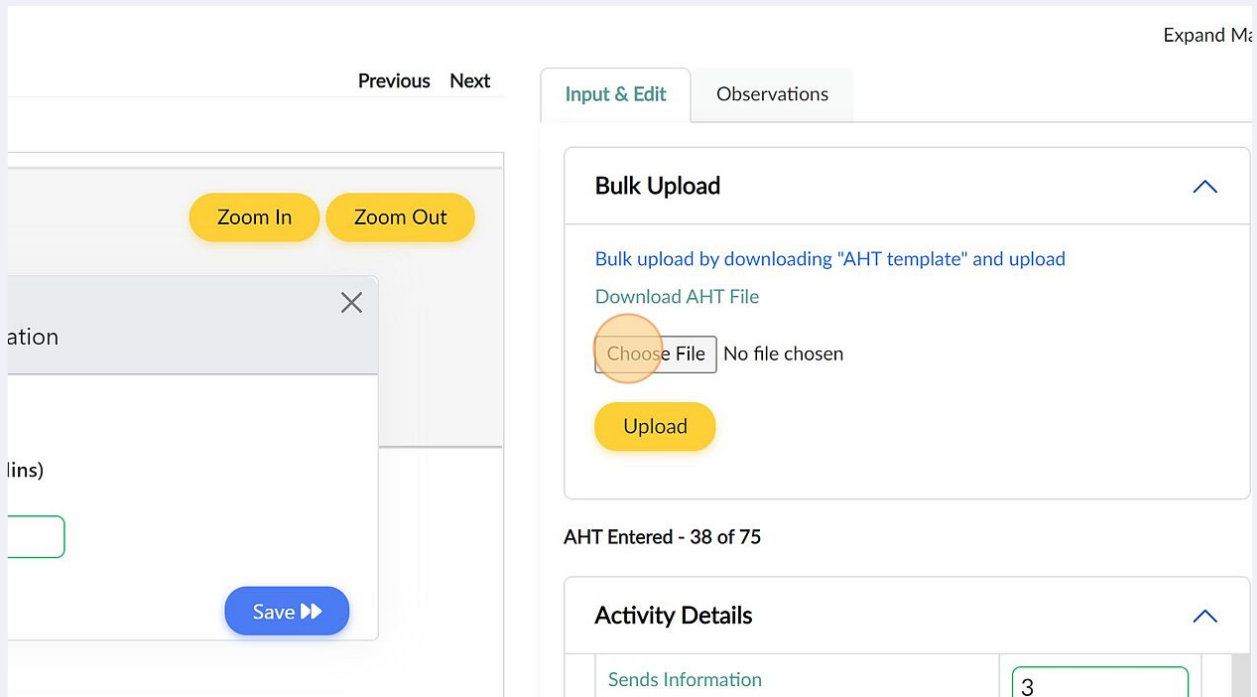 Expand Ma
Previous Next
Input & Edit Observations
Zoom In Zoom Out
ation
lins)
Save
Bulk Upload
Bulk upload by downloading "AHT template" and upload
Download AHT File
Choose File No file chosen
Upload
AHT Entered - 38 of 75
Activity Details
Sends Information 3